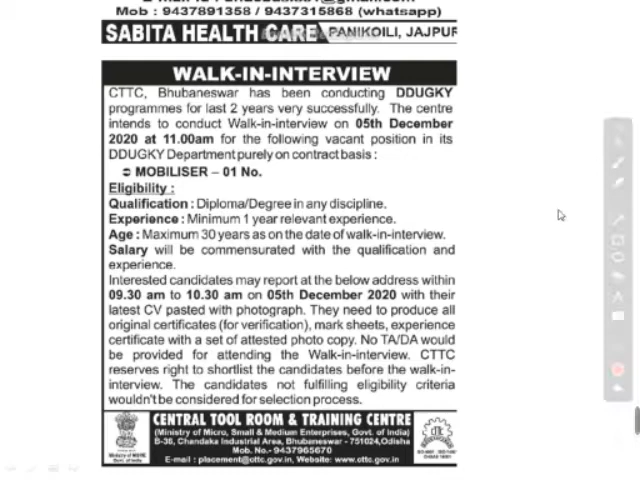 Mob : 9437891358 / 9437315868 (whatsapp)
SABITA HEALTH CARE PANIKOILI, JAJPUR
WALK-IN-INTERVIEW
CTTC, Bhubaneswar has been conducting DDUGKY
programmes for last 2 years very successfully. The centre
intends to conduct Walk-in-interview on 05th December
2020 at 11.00am for the following vacant position in its
DDUGKY Department purely on contract basis :
➲ MOBILISER – 01 No.
Eligibility :
Qualification : Diploma/Degree in any discipline.
Experience : Minimum 1 year relevant experience.
Age : Maximum 30 years as on the date of walk-in-interview.
Salary will be commensurated with the qualification and
experience.
Interested candidates may report at the below address within
09.30 am to 10.30 am on 05th December 2020 with their
latest CV pasted with photograph. They need to produce all
original certificates (for verification), mark sheets, experience
certificate with a set of attested photo copy. No TA/DA would
be provided for attending the Walk-in-interview. CTTC
reserves right to shortlist the candidates before the walk-in-
interview. The candidates not fulfilling eligibility criteria
wouldn't be considered for selection process.
CENTRAL TOOL ROOM & TRAINING CENTRE
(Ministry of Micro, Small & Medium Enterprises, Govt. of India)
B-36, Chandaka Industrial Area, Bhubaneswar - 751024, Odisha
Mob. No.- 9437965670
E-mail : placement@cttc.gov.in, Website: www.cttc.gov.in
Ministry of MSME
Govt. of India